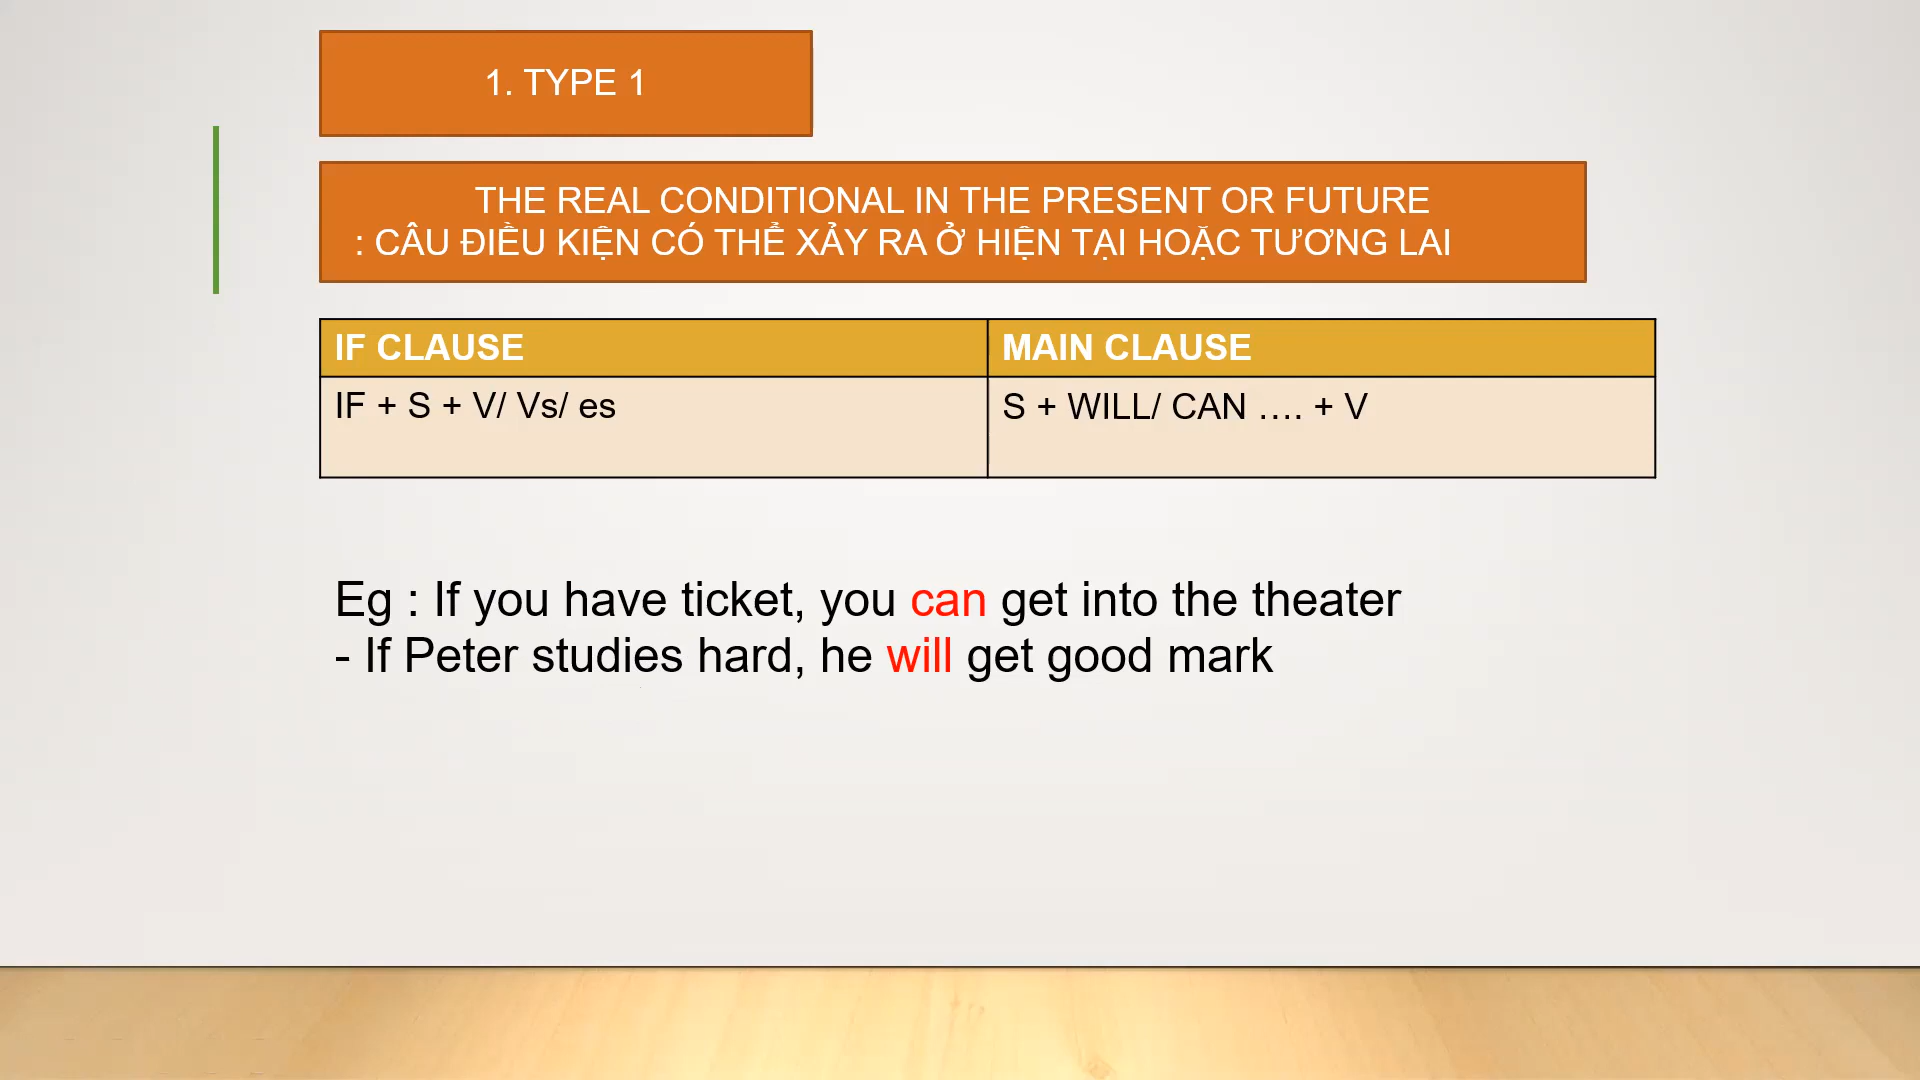 1. TYPE 1
THE REAL CONDITIONAL IN THE PRESENT OR FUTURE
: CÂU ĐIỀU KIỆN CÓ THỂ XẢY RA Ở HIỆN TẠI HOẶC TƯƠNG LAI
IF CLAUSE
MAIN CLAUSE
IF + S + V/ Vs/ es
S + WILL/ CAN …. + V
Eg : If you have ticket, you can get into the theater
- If Peter studies hard, he will get good mark